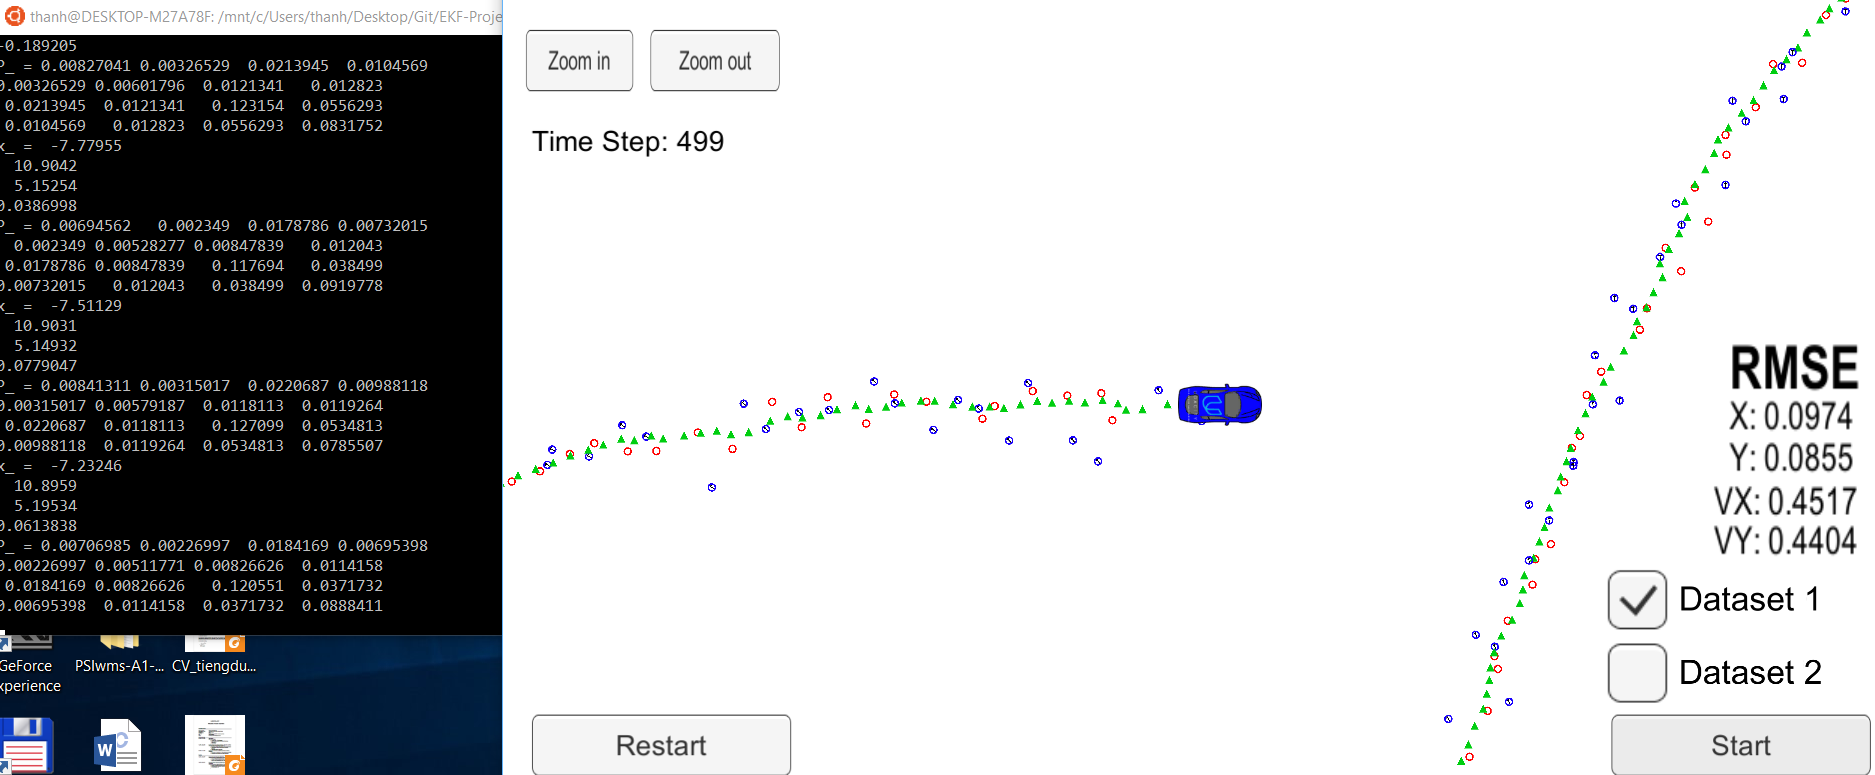 thanh@DESKTOP-M27A78F: /mnt/c/Users/thanh/Desktop/Git/EKF-Proje
-0.189205
P_ = 0.00827041 0.00326529 0.0213945 0.0104569
0.00326529 0.00601796 0.0121341 0.012823
0.0213945 0.0121341 0.123154 0.0556293
0.0104569 0.012823 0.0556293 0.0831752
x_ = -7.77955
10.9042
5.15254
0.0386998
P_ = 0.00694562 0.002349 0.0178786 0.00732015
0.002349 0.00528277 0.00847839 0.012043
0.0178786 0.00847839 0.117694 0.038499
0.00732015 0.012043 0.038499 0.0919778
x_ = -7.51129
10.9031
5.14932
0.0779047
P_ = 0.00841311 0.00315017 0.0220687 0.00988118
0.00315017 0.00579187 0.0118113 0.0119264
0.0220687 0.0118113 0.127099 0.0534813
0.00988118 0.0119264 0.0534813 0.0785507
x_ = -7.23246
10.8959
5.19534
0.0613838
P_ = 0.00706985 0.00226997 0.0184169 0.00695398
0.00226997 0.00511771 0.00826626 0.0114158
0.0184169 0.00826626 0.120551 0.0371732
0.00695398 0.0114158 0.0371732 0.0888411
GeForce
xperience
PSIwms-A1-...
CV_tiengdu...
Zoom in
Zoom out
Time Step: 499
RMSE
X: 0.0974
Y: 0.0855
VX: 0.4517
VY: 0.4404
Dataset 1
Dataset 2
Restart
Start